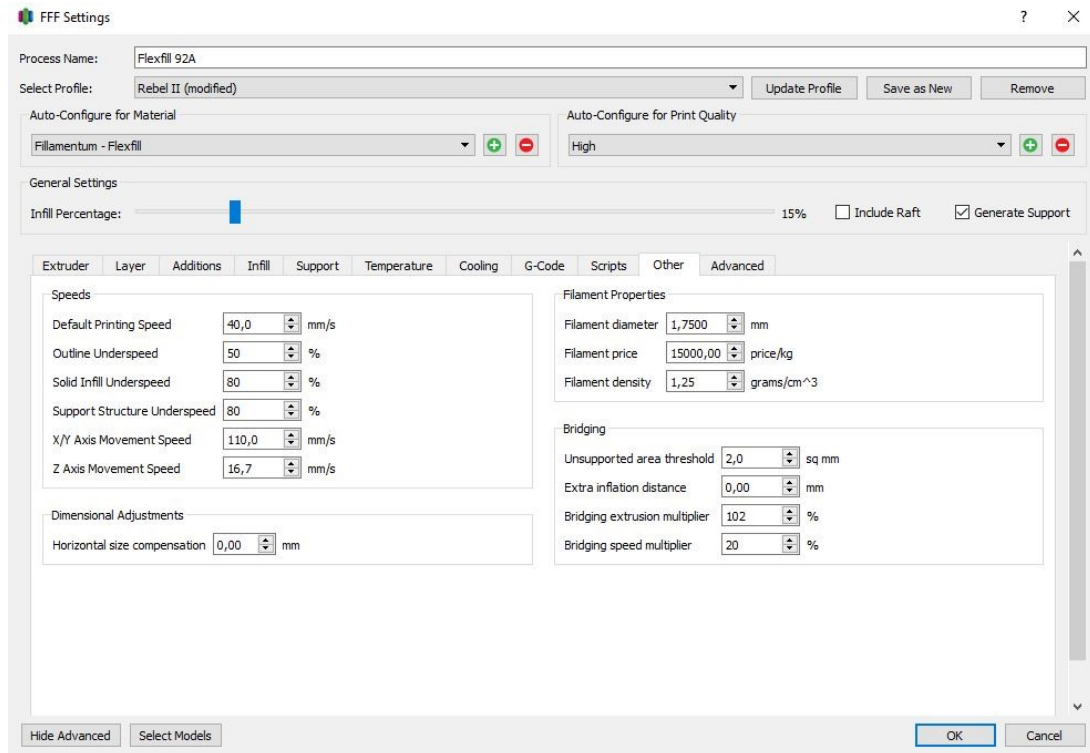 FFF Settings
?
Process Name: Flexfill 92A
Select Profile: Rebel II (modified) Update Profile Save as New Remove
Auto-Configure for Material
Fillamentum - Flexfill
Auto-Configure for Print Quality
High
General Settings
Infill Percentage: 15% Include Raft Generate Support
Extruder Layer Additions Infill Support Temperature Cooling G-Code Scripts Other Advanced
Speeds
Default Printing Speed 40,0 mm/s
Outline Underspeed 50 %
Solid Infill Underspeed 80 %
Support Structure Underspeed 80 %
X/Y Axis Movement Speed 110,0 mm/s
Z Axis Movement Speed 16,7 mm/s
Dimensional Adjustments
Horizontal size compensation 0,00 mm
Filament Properties
Filament diameter 1,7500 mm
Filament price 15000,00 price/kg
Filament density 1,25 grams/cm^3
Bridging
Unsupported area threshold 2,0 sq mm
Extra inflation distance 0,00 mm
Bridging extrusion multiplier 102 %
Bridging speed multiplier 20 %
Hide Advanced Select Models OK Cancel